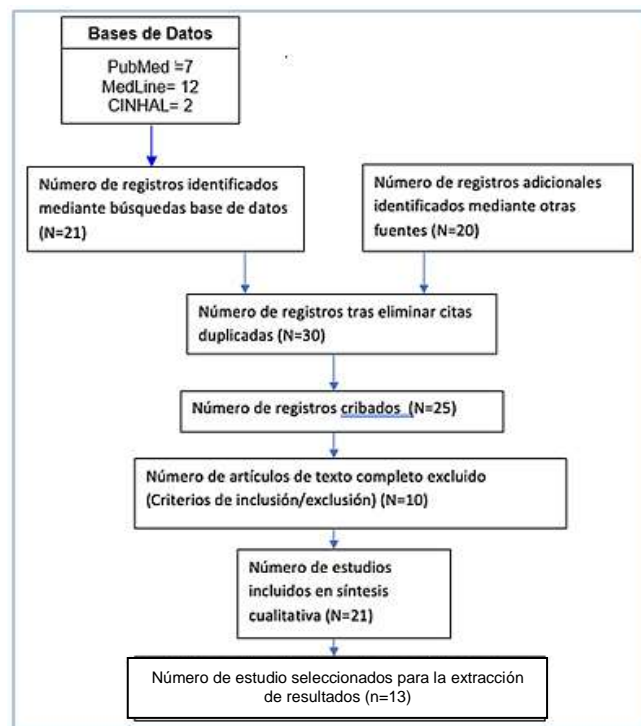 Bases de Datos
PubMed =7
MedLine= 12
CINHAL= 2
Número de registros identificados
mediante búsquedas base de datos
(N=21)
Número de registros adicionales
identificados mediante otras
fuentes (N=20)
Número de registros tras eliminar citas
duplicadas (N=30)
Número de registros cribados (N=25)
Número de artículos de texto completo excluido
(Criterios de inclusión/exclusión) (N=10)
Número de estudios
incluidos en síntesis
cualitativa (N=21)
Número de estudio seleccionados para la extracción
de resultados (n=13)